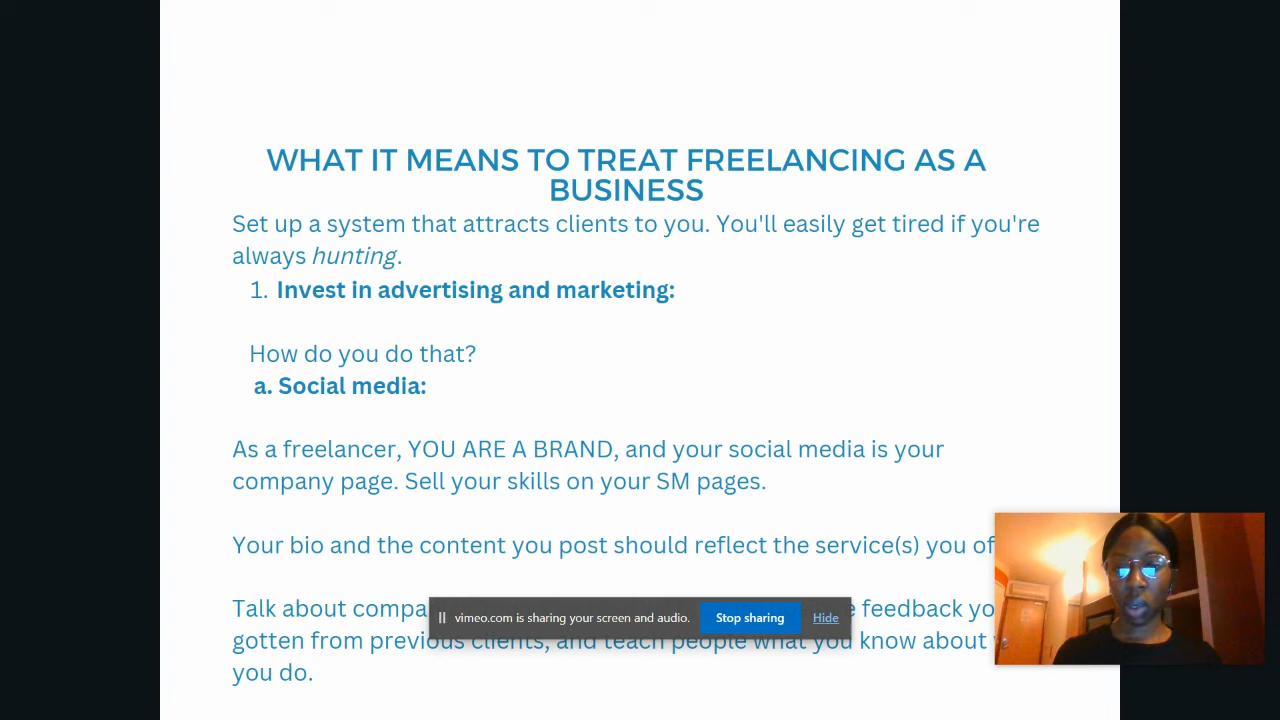 WHAT IT MEANS TO TREAT FREELANCING AS A
BUSINESS
Set up a system that attracts clients to you. You'll easily get tired if you're
always hunting.
1. Invest in advertising and marketing:
How do you do that?
a. Social media:
As a freelancer, YOU ARE A BRAND, and your social media is your
company page. Sell your skills on your SM pages.
Your bio and the content you post should reflect the service(s) you
Talk about feedback
vimeo.com is sharing your screen and audio. Stop sharing Hide
gotten from previous clients, and teach people what you know about
you do.